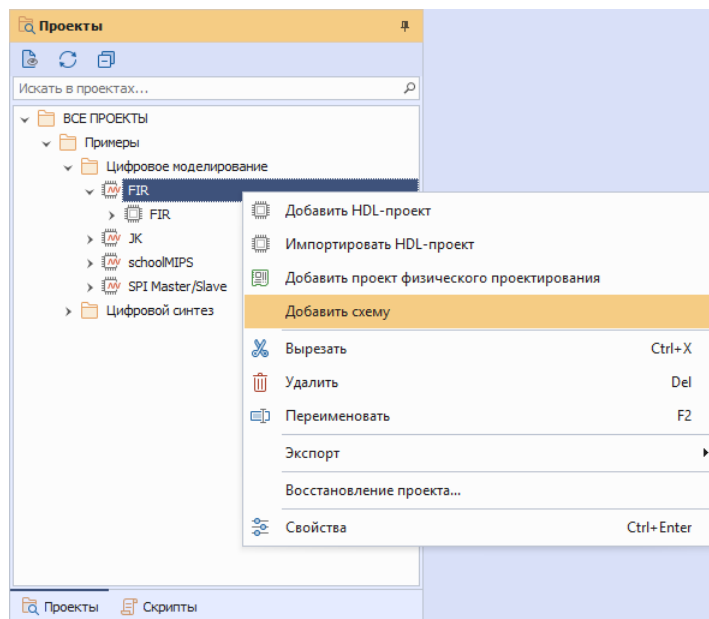 Проекты
Искать в проектах...
ВСЕ ПРОЕКТЫ
Примеры
Цифровое моделирование
FIR
FIR
JK
schoolMIPS
SPI Master/Slave
Цифровой синтез
Добавить HDL-проект
Импортировать HDL-проект
Добавить проект физического проектирования
Добавить схему
Вырезать Ctrl+X
Удалить Del
Переименовать F2
Экспорт
Восстановление проекта...
Свойства Ctrl+Enter
Проекты Скрипты